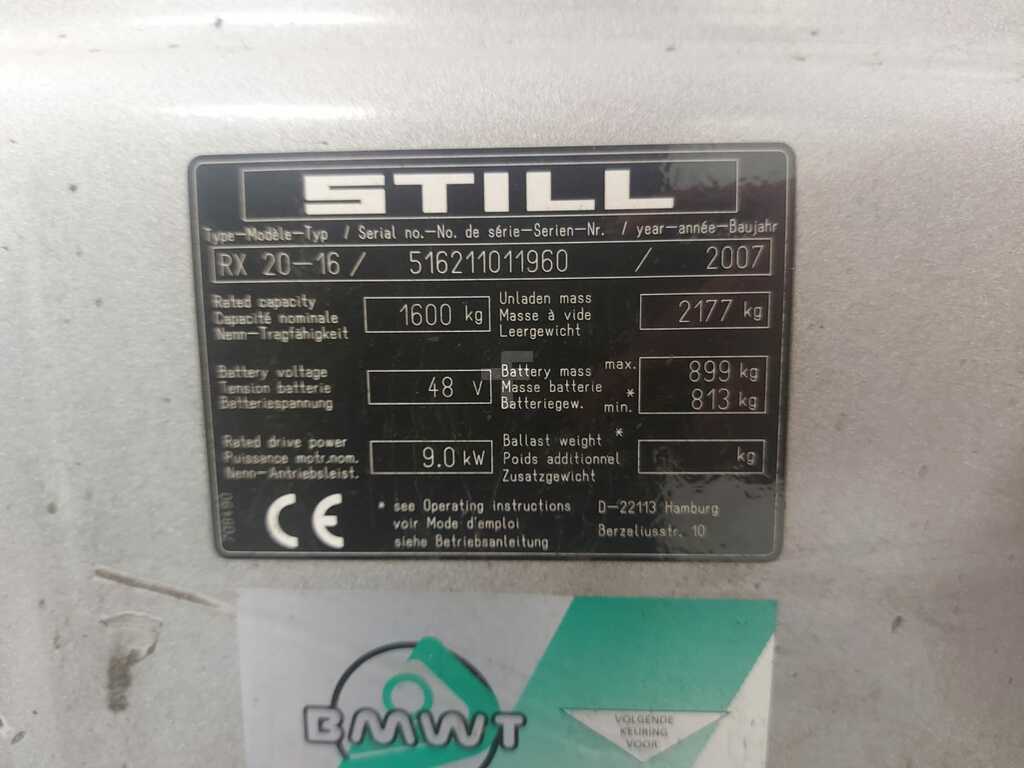 STILL
Type-Modèle-Typ / Serial no.-No. de série-Serien-Nr. / year-année-Baujahr
RX 20-16 / 516211011960 / 2007
Rated capacity
Capacité nominale
Nenn-Tragfähigkeit
1600 kg
Unladen mass
Masse à vide
Leergewicht
2177 kg
Battery voltage
Tension batterie
Batteriespannung
48 V
Battery mass max.
Masse batterie
Batteriegew. min. *
899 kg
813 kg
Rated drive power
Puissance motr.nom.
Nenn-Antriebsleist.
9.0 kW
Ballast weight *
Poids additionnel
Zusatzgewicht
kg
CE
* see Operating instructions
voir Mode d'emploi
siehe Betriebsanleitung
D-22113 Hamburg
Berzeliusstr. 10
BMWT
VOLGENDE
KEURING
VOOR